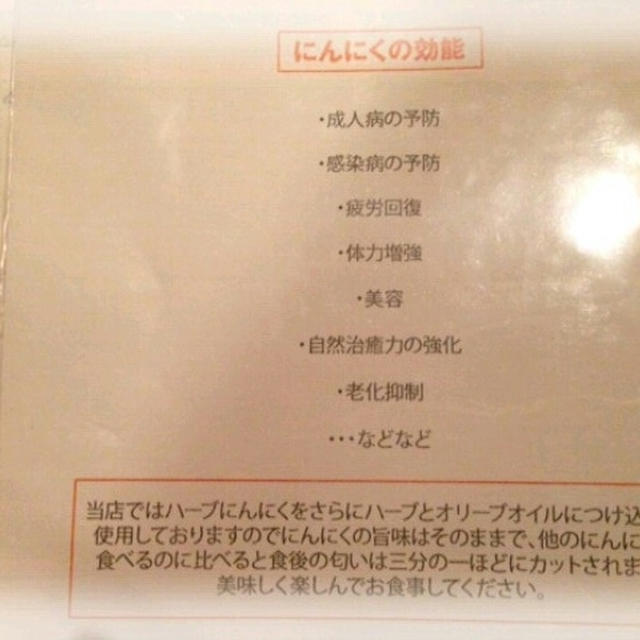 にんにくの効能
・成人病の予防
・感染病の予防
・疲労回復
・体力増強
・美容
・自然治癒力の強化
・老化抑制
・・・などなど
当店ではハーブにんにくをさらにハーブとオリーブオイルにつけ込
使用しておりますのでにんにくの旨味はそのままで、他のにんに
食べるのに比べると食後の匂いは三分の一ほどにカットされま
美味しく楽しんでお食事してください。